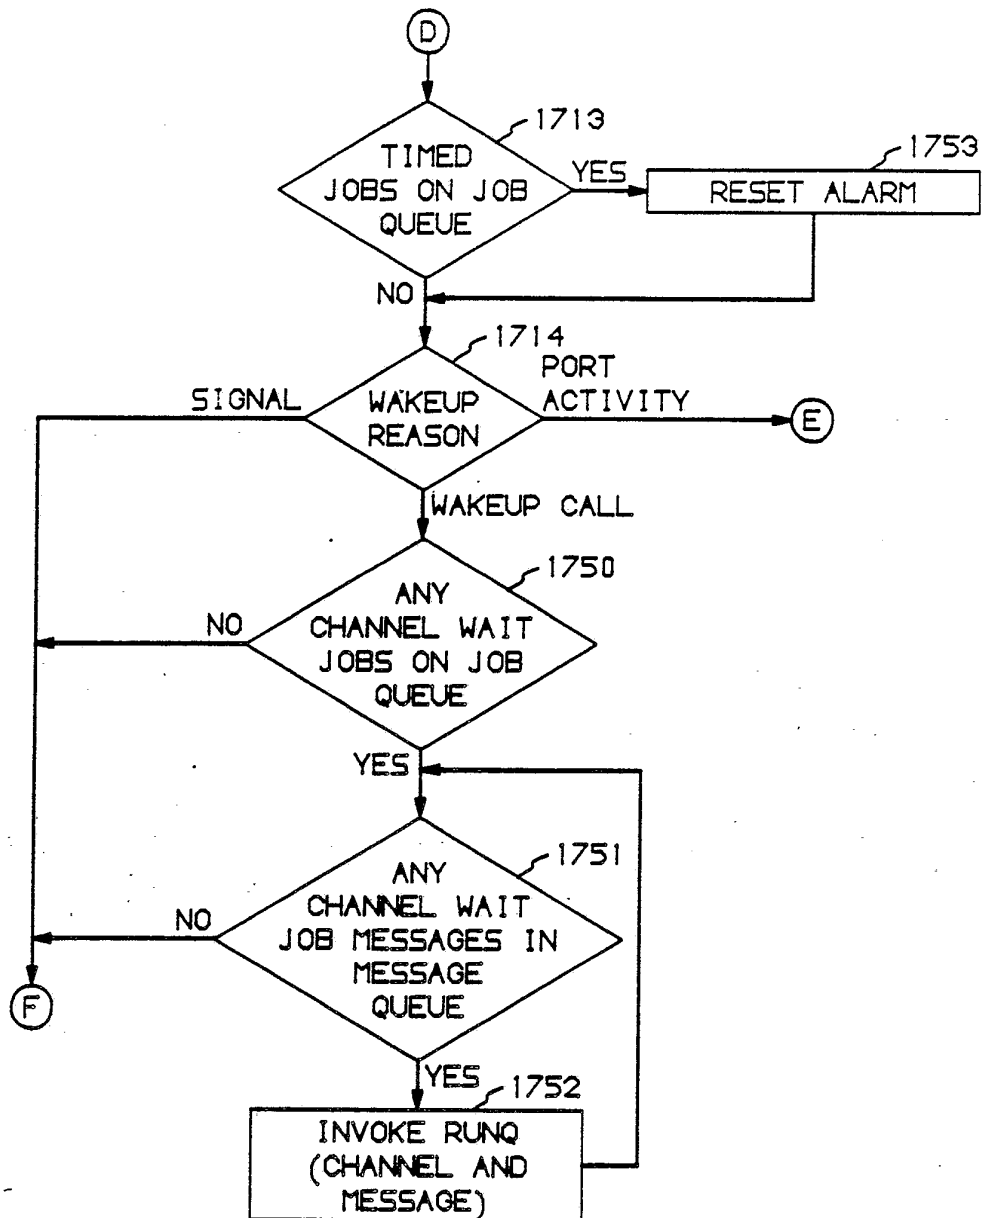 D
1713
TIMED
JOBS ON JOB
QUEUE
YES
1753
RESET ALARM
NO
1714
WAKEUP
REASON
SIGNAL
PORT
ACTIVITY
E
WAKEUP CALL
1750
ANY
CHANNEL WAIT
JOBS ON JOB
QUEUE
NO
YES
1751
ANY
CHANNEL WAIT
JOB MESSAGES IN
MESSAGE
QUEUE
NO
F
YES
1752
INVOKE RUNQ
(CHANNEL AND
MESSAGE)